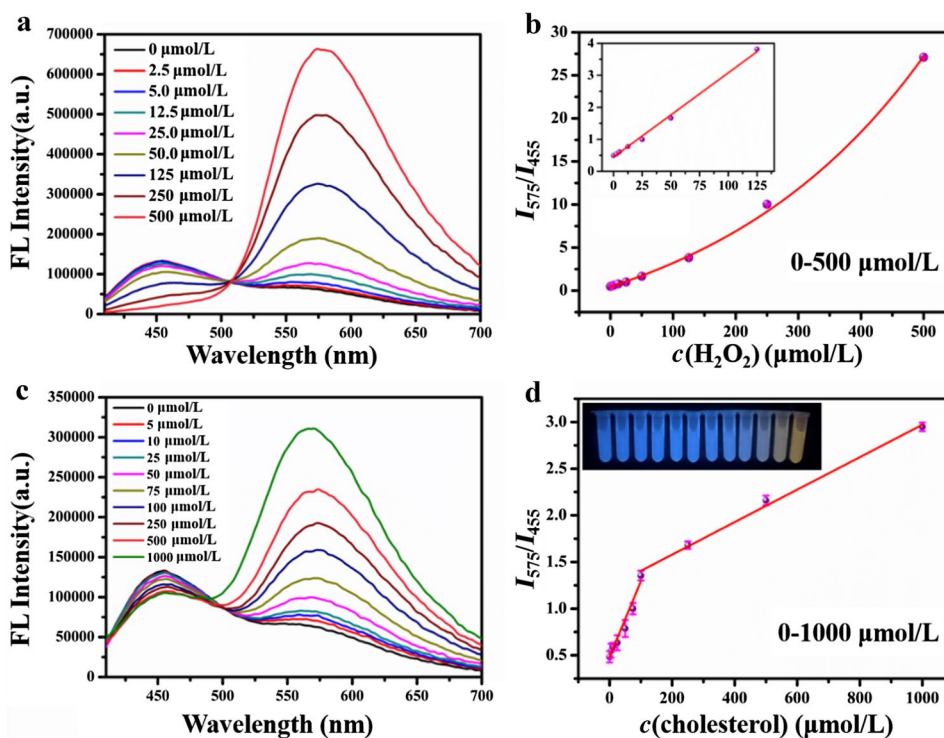 a
700000
600000
500000
400000
300000
200000
100000
0
FL Intensity(a.u.)
0 μmol/L
2.5 μmol/L
5.0 μmol/L
12.5 μmol/L
25.0 μmol/L
50.0 μmol/L
125 μmol/L
250 μmol/L
500 μmol/L
450 500 550 600 650 700
Wavelength (nm)
b
30
25
20
15
10
5
0
I575/I455
4
3
2
1
0
0 25 50 75 100 125
0-500 μmol/L
0 100 200 300 400 500
c(H2O2) (μmol/L)
c
350000
300000
250000
200000
150000
100000
50000
0
FL Intensity(a.u.)
0 μmol/L
5 μmol/L
10 μmol/L
25 μmol/L
50 μmol/L
75 μmol/L
100 μmol/L
250 μmol/L
500 μmol/L
1000 μmol/L
450 500 550 600 650 700
Wavelength (nm)
d
3.0
2.5
2.0
1.5
1.0
0.5
I575/I455
0-1000 μmol/L
0 200 400 600 800 1000
c(cholesterol) (μmol/L)